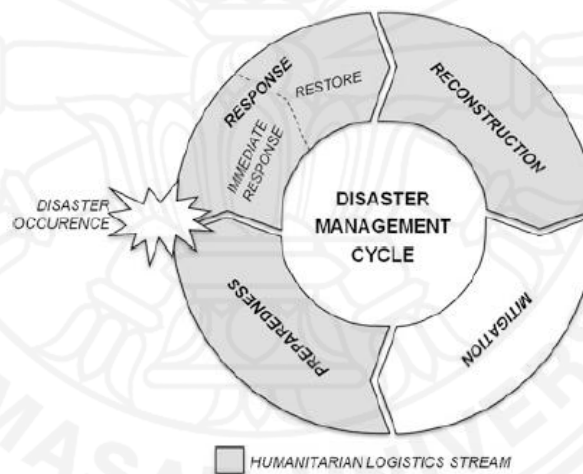 RESPONSE
RESTORE
IMMEDIATE
RESPONSE
RECONSTRUCTION
DISASTER
OCCURENCE
DISASTER
MANAGEMENT
CYCLE
PREPAREDNESS
MITIGATION
HUMANITARIAN LOGISTICS STREAM